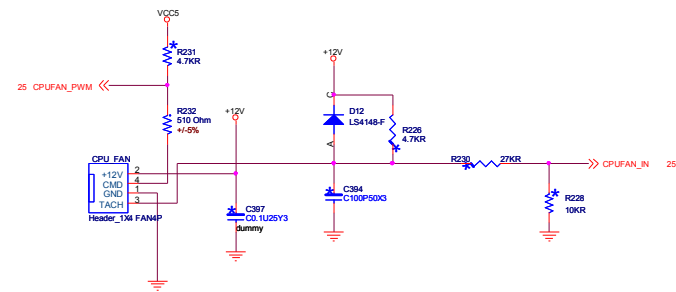 VCC5
R231
4.7KR
25 CPUFAN_PWM
R232
510 Ohm
+/-5%
+12V
+12V
C
D12
LS4148-F
A
R226
4.7KR
CPU_FAN
+12V 2
CMD 4
GND 1
TACH 3
Header_1X4 FAN4P
C397
C0.1U25Y3
dummy
C394
C100P50X3
R230 27KR
CPUFAN_IN 25
R228
10KR